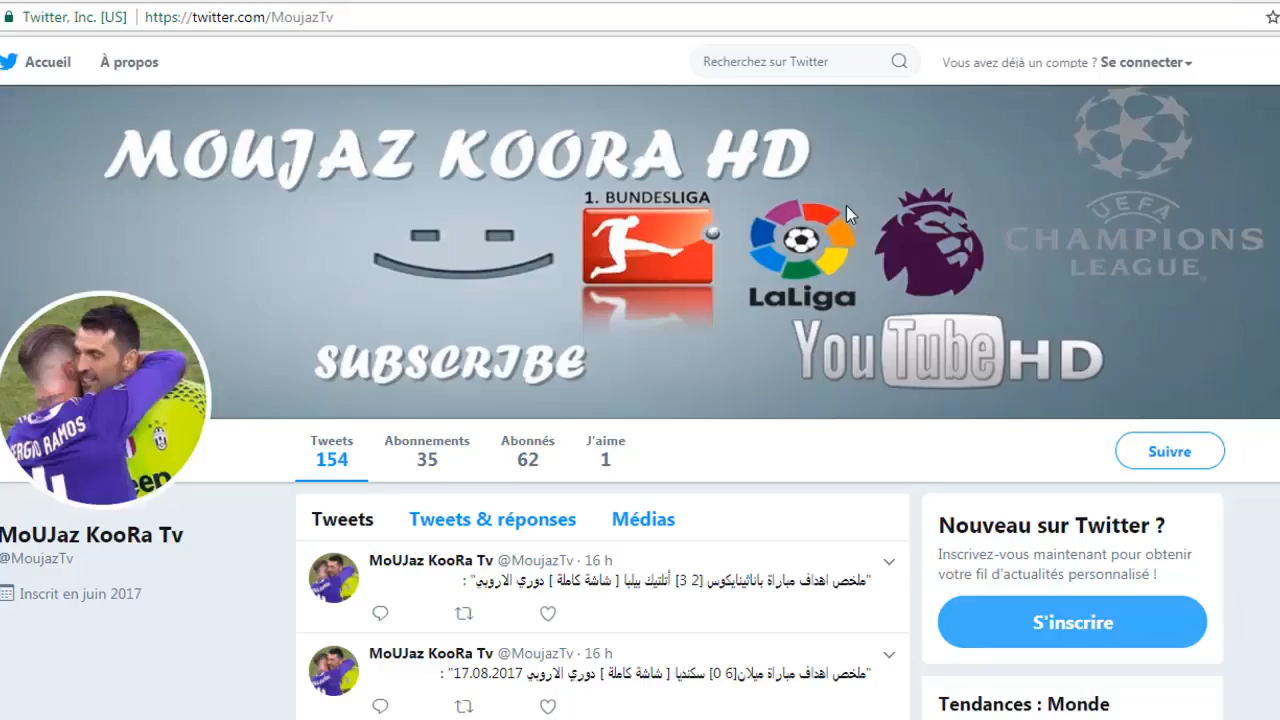 Twitter, Inc. [US]
https://twitter.com/MoujazTv
Accueil
À propos
Recherchez sur Twitter
Vous avez déjà un compte ? Se connecter
MOUJAZ KOORA HD
1. BUNDESLIGA
LaLiga
UEFA
CHAMPIONS
LEAGUE
SUBSCRIBE
YouTube HD
SERGIO RAMOS
4
Jeep
Tweets
154
Abonnements
35
Abonnés
62
J'aime
1
Suivre
MoUJaz KooRa Tv
@MoujazTv
Inscrit en juin 2017
Tweets
Tweets & réponses
Médias
MoUJaz KooRa Tv @MoujazTv · 16 h
"ملخص اهداف مباراة باناثينايكوس [2 3] أتلتيك بيلبا [ شاشة كاملة ] دوري الاروبي" :
MoUJaz KooRa Tv @MoujazTv · 16 h
"ملخص اهداف مباراة ميلان[6 0] سكنديا [ شاشة كاملة ] دوري الاروبي 17.08.2017" :
Nouveau sur Twitter ?
Inscrivez-vous maintenant pour obtenir
votre fil d'actualités personnalisé !
S'inscrire
Tendances : Monde